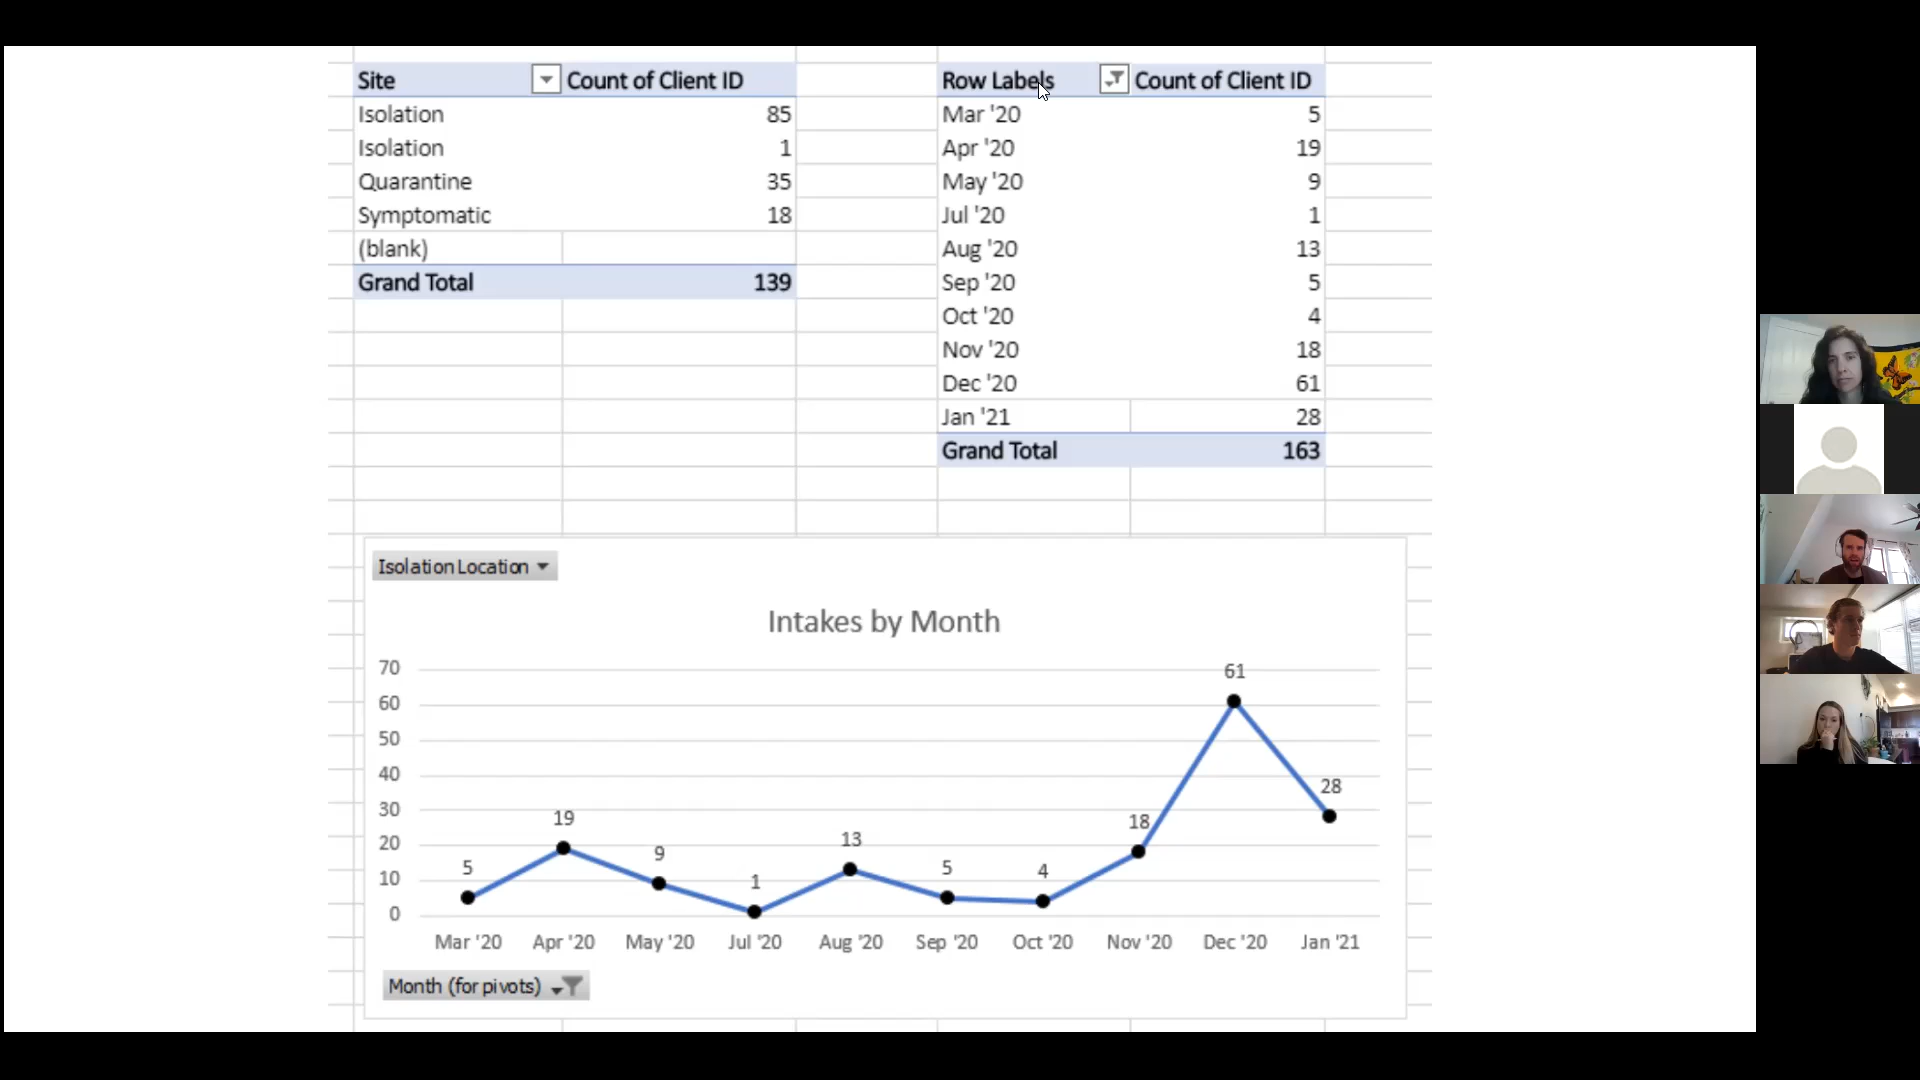 Site Count of Client ID
Isolation 85
Isolation 1
Quarantine 35
Symptomatic 18
(blank)
Grand Total 139
Row Labels Count of Client ID
Mar '20 5
Apr '20 19
May '20 9
Jul '20 1
Aug '20 13
Sep '20 5
Oct '20 4
Nov '20 18
Dec '20 61
Jan '21 28
Grand Total 163
Isolation Location
Intakes by Month
70
60
50
40
30
20
10
0
5 19 9 1 13 5 4 18 61 28
Mar '20 Apr '20 May '20 Jul '20 Aug '20 Sep '20 Oct '20 Nov '20 Dec '20 Jan '21
Month (for pivots)